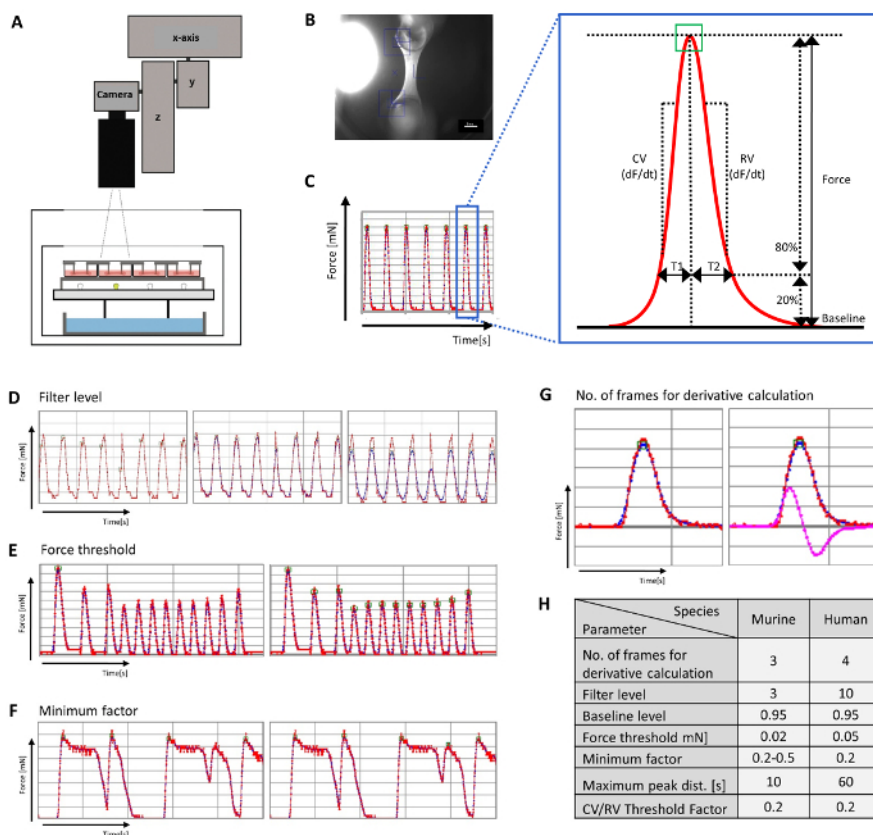 A
x-axis
y
Camera
z
B
C
Force [mN]
Time[s]
CV
(dF/dt)
RV
(dF/dt)
Force
80%
T1
T2
20%
Baseline
D Filter level
Force [mN]
Time[s]
E Force threshold
Force [mN]
Time[s]
F Minimum factor
Force [mN]
Time[s]
G No. of frames for derivative calculation
Force [mN]
Time[s]
H
Species
Parameter
Murine Human
No. of frames for
derivative calculation
3 4
Filter level 3 10
Baseline level 0.95 0.95
Force threshold mN] 0.02 0.05
Minimum factor 0.2-0.5 0.2
Maximum peak dist. [s] 10 60
CV/RV Threshold Factor 0.2 0.2